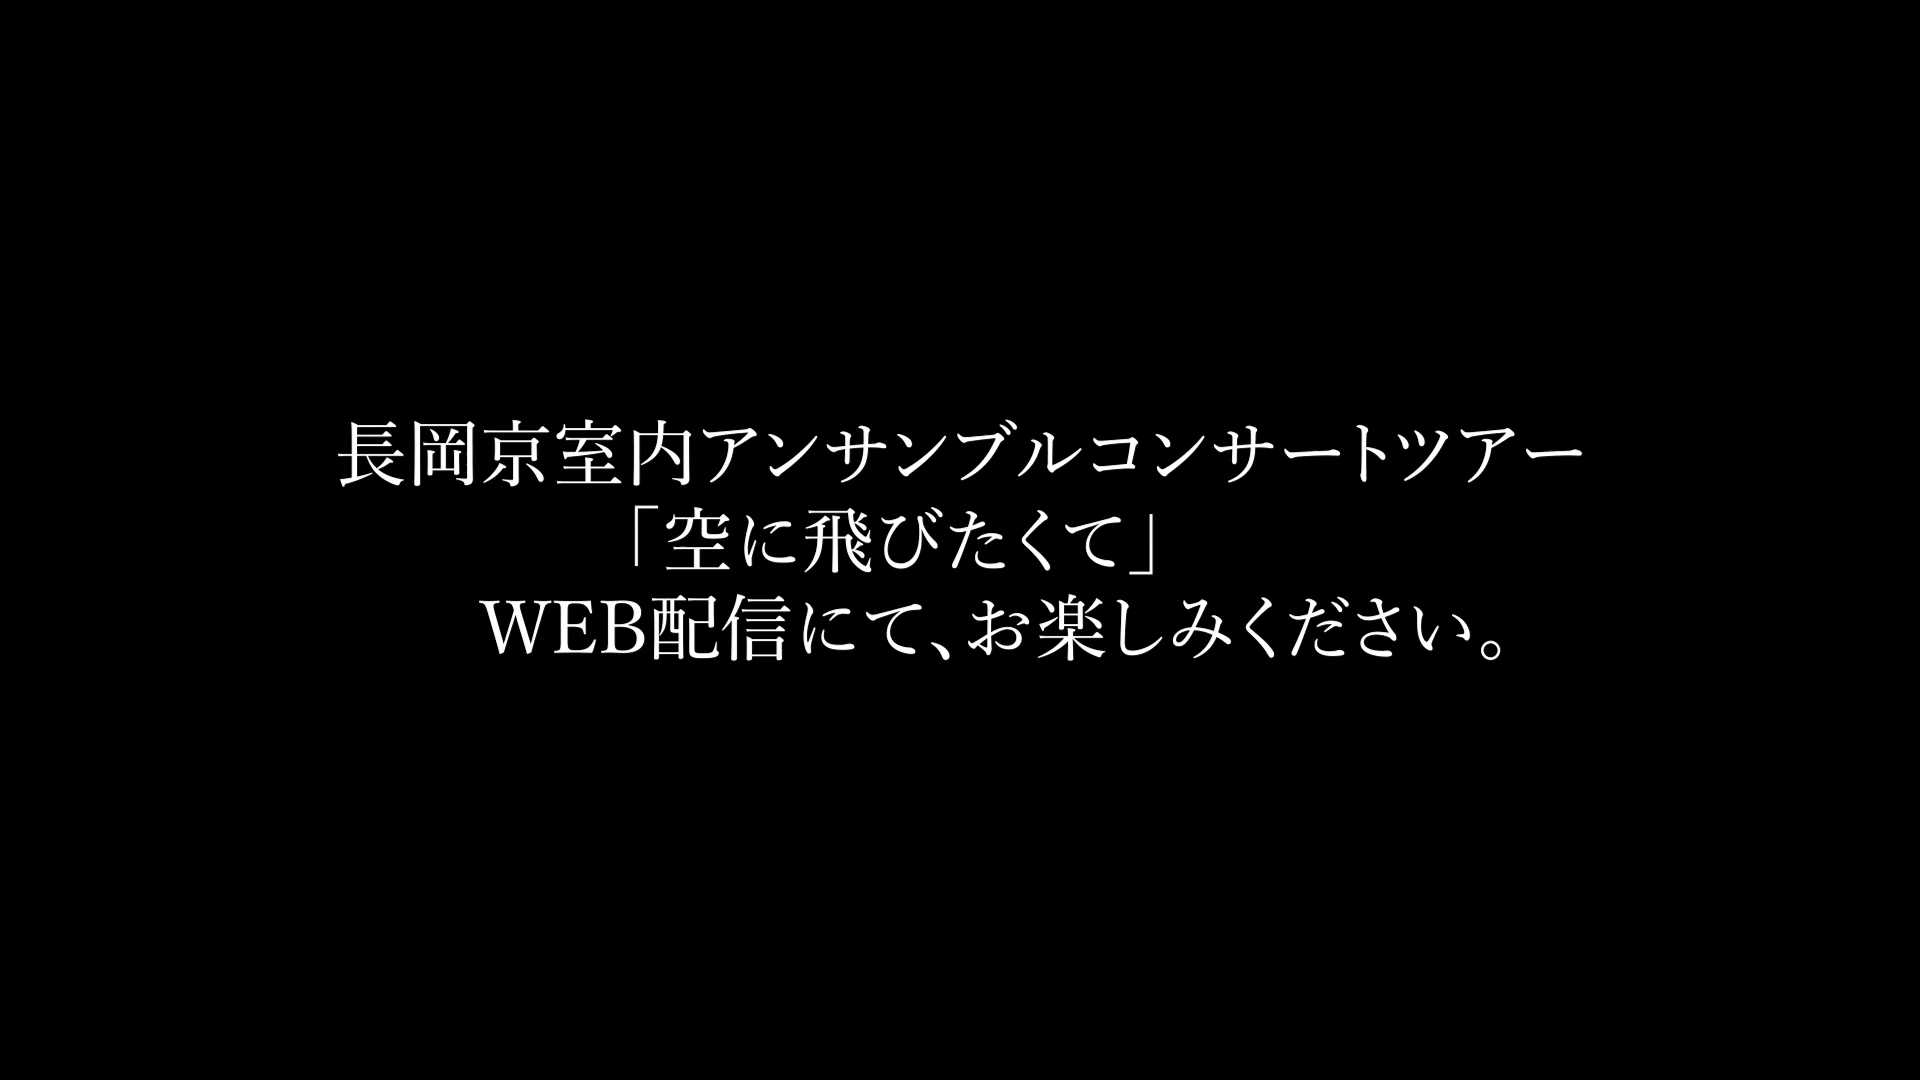 長岡京室内アンサンブルコンサートツアー
「空に飛びたくて」
WEB配信にて、お楽しみください。